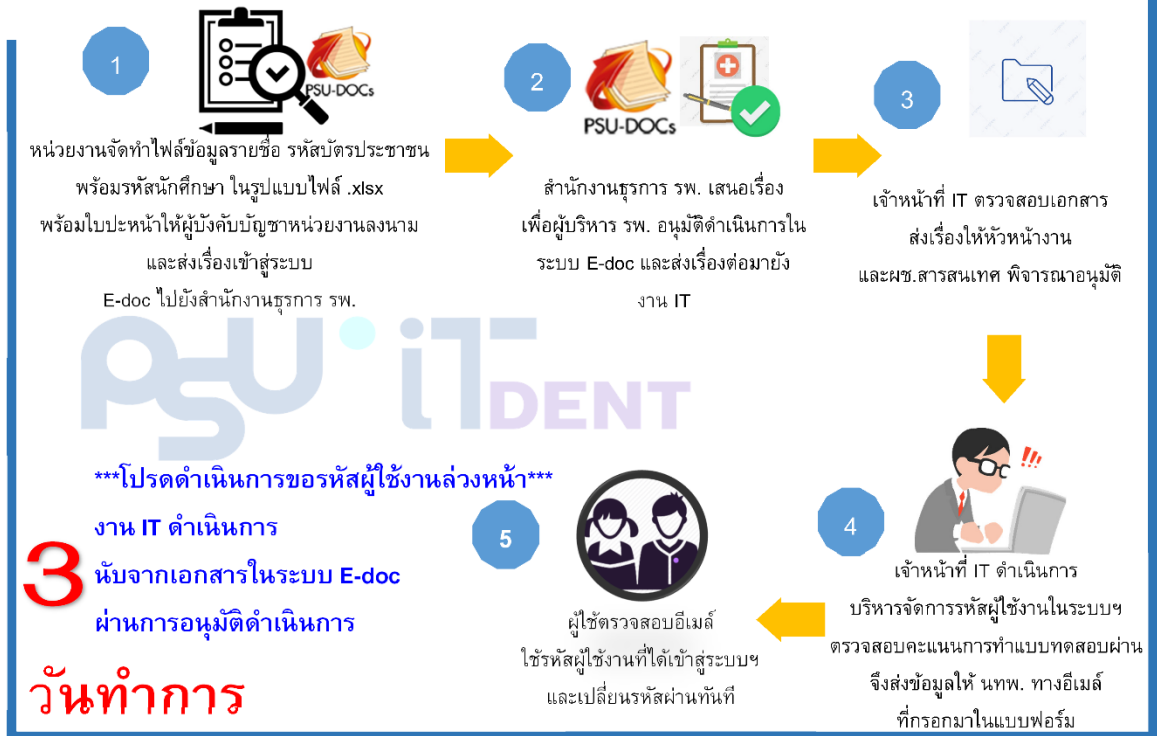 1
PSU-DOCs
หน่วยงานจัดทำไฟล์ข้อมูลรายชื่อ รหัสบัตรประชาชน
พร้อมรหัสนักศึกษา ในรูปแบบไฟล์ .xlsx
พร้อมใบปะหน้าให้ผู้บังคับบัญชาหน่วยงานลงนาม
และส่งเรื่องเข้าสู่ระบบ
E-doc ไปยังสำนักงานธุรการ รพ.
2
PSU-DOCs
สำนักงานธุรการ รพ. เสนอเรื่อง
เพื่อผู้บริหาร รพ. อนุมัติดำเนินการใน
ระบบ E-doc และส่งเรื่องต่อมายัง
งาน IT
3
เจ้าหน้าที่ IT ตรวจสอบเอกสาร
ส่งเรื่องให้หัวหน้างาน
และผช.สารสนเทศ พิจารณาอนุมัติ
PSU iT DENT
4
เจ้าหน้าที่ IT ดำเนินการ
บริหารจัดการรหัสผู้ใช้งานในระบบฯ
ตรวจสอบคะแนนการทำแบบทดสอบผ่าน
จึงส่งข้อมูลให้ นทพ. ทางอีเมล์
ที่กรอกมาในแบบฟอร์ม
5
ผู้ใช้ตรวจสอบอีเมล์
ใช้รหัสผู้ใช้งานที่ได้เข้าสู่ระบบฯ
และเปลี่ยนรหัสผ่านทันที
***โปรดดำเนินการขอรหัสผู้ใช้งานล่วงหน้า***
งาน IT ดำเนินการ
3
นับจากเอกสารในระบบ E-doc
ผ่านการอนุมัติดำเนินการ
วันทำการ